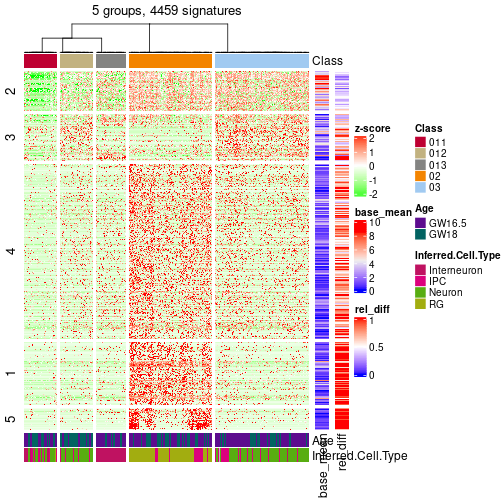 5 groups, 4459 signatures
Class
2
3
4
1
5
Age
Inferred.Cell.Type
base_mean
rel_diff
z-score
2
1
0
-1
-2
base_mean
10
8
6
4
2
0
rel_diff
1
0.5
0
Class
011
012
013
02
03
Age
GW16.5
GW18
Inferred.Cell.Type
Interneuron
IPC
Neuron
RG